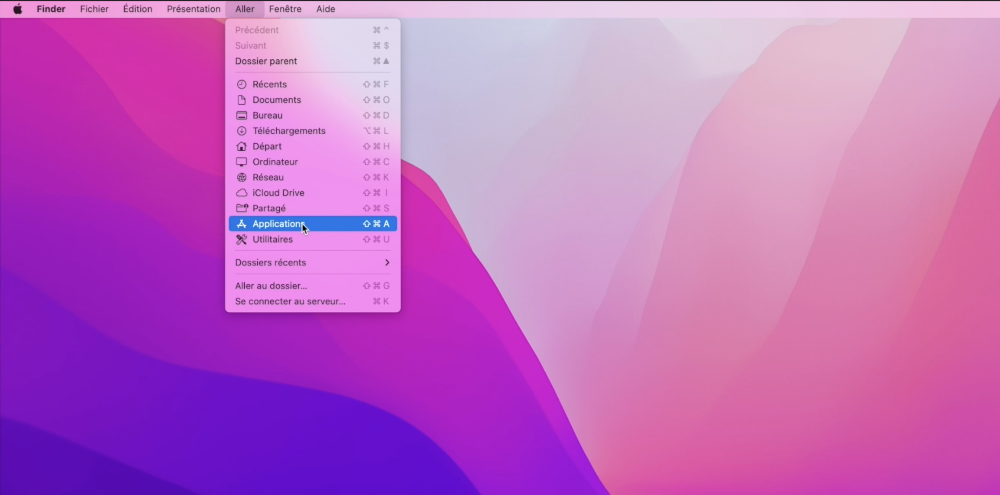 Finder Fichier Édition Présentation Aller Fenêtre Aide
Précédent ⌘ ^
Suivant ⌘ $
Dossier parent ⌘ ▲
Récents ⇧ ⌘ F
Documents ⇧ ⌘ O
Bureau ⇧ ⌘ D
Téléchargements ⌥ ⌘ L
Départ ⇧ ⌘ H
Ordinateur ⇧ ⌘ C
Réseau ⇧ ⌘ K
iCloud Drive ⇧ ⌘ I
Partagé ⇧ ⌘ S
Applications ⇧ ⌘ A
Utilitaires ⇧ ⌘ U
Dossiers récents >
Aller au dossier... ⇧ ⌘ G
Se connecter au serveur... ⌘ K